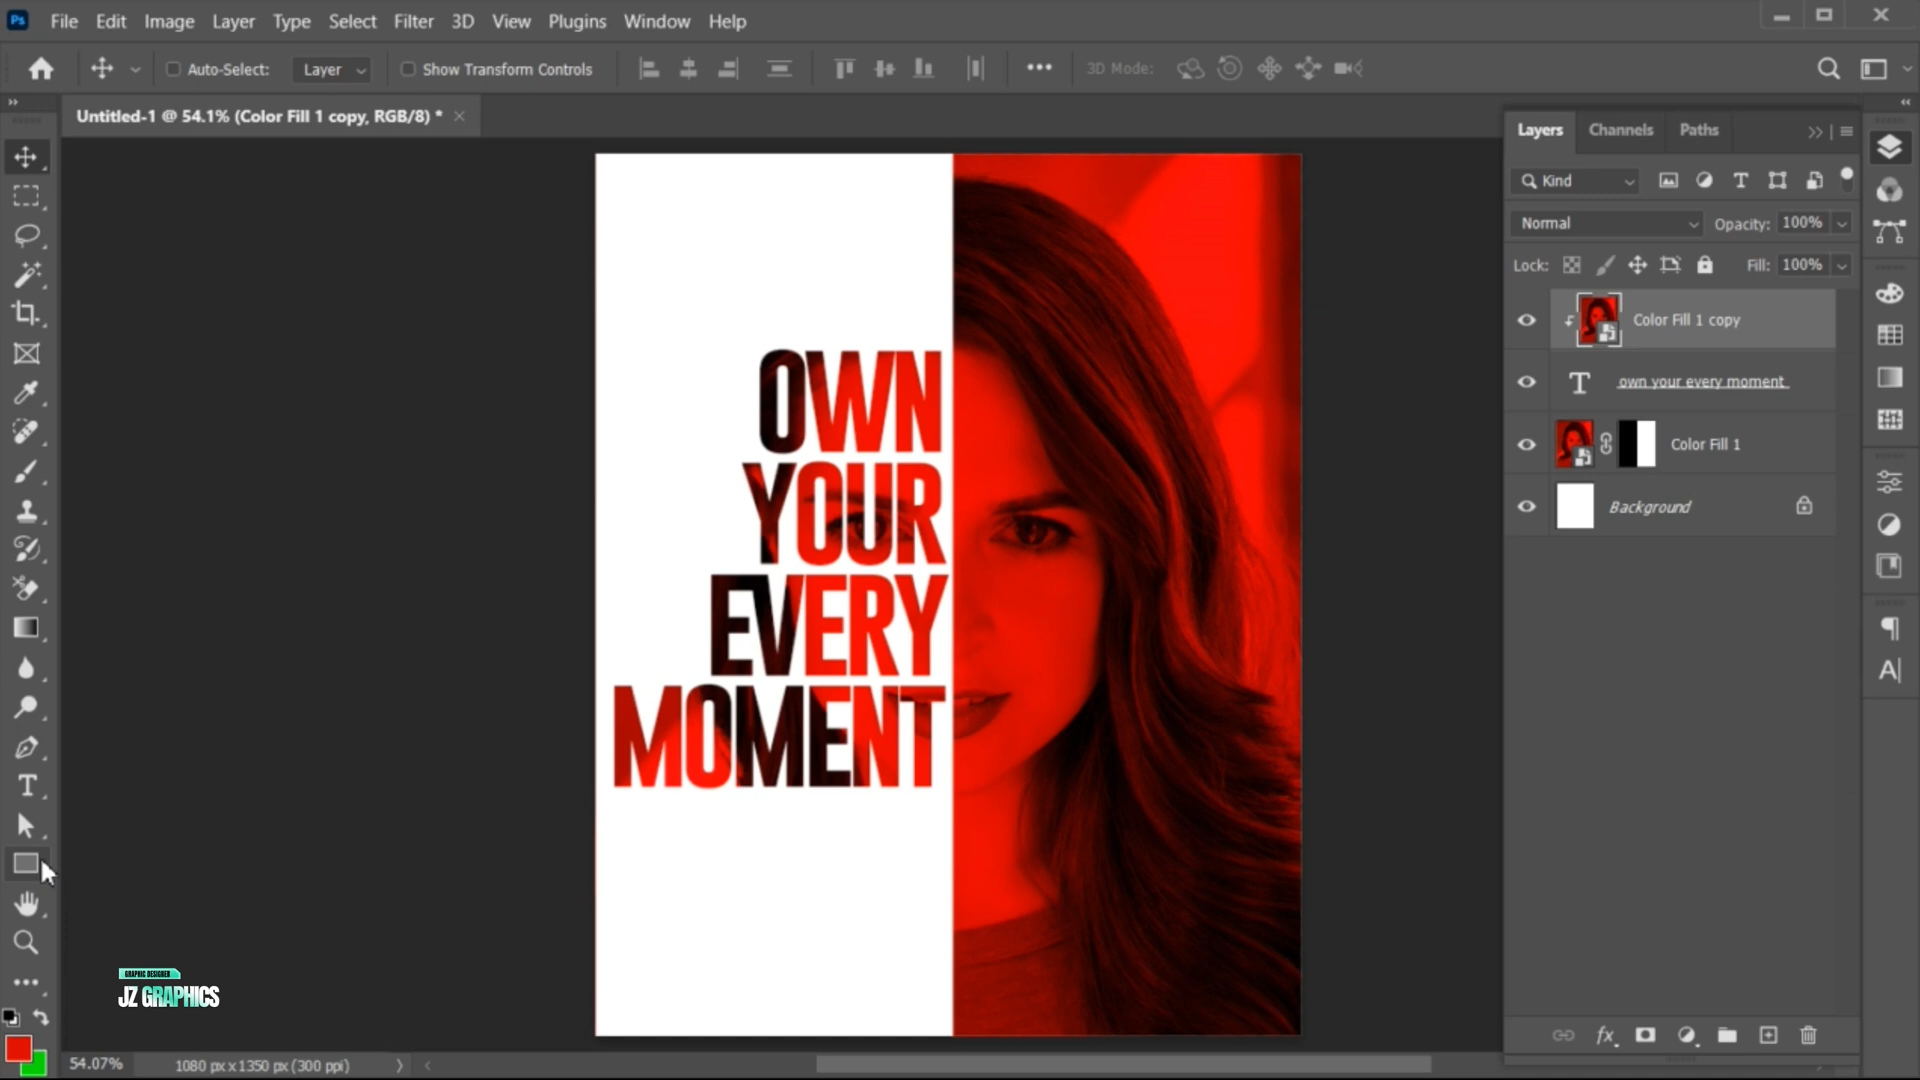 Ps File Edit Image Layer Type Select Filter 3D View Plugins Window Help
Auto-Select: Layer Show Transform Controls 3D Mode:
Untitled-1 @ 54.1% (Color Fill 1 copy, RGB/8) *
Layers Channels Paths
Kind
Normal Opacity: 100%
Lock: Fill: 100%
Color Fill 1 copy
own your every moment
Color Fill 1
Background
OWN
YOUR
EVERY
MOMENT
GRAPHIC DESIGNER
JZ GRAPHICS
54.07% 1080 px x 1350 px (300 ppi)